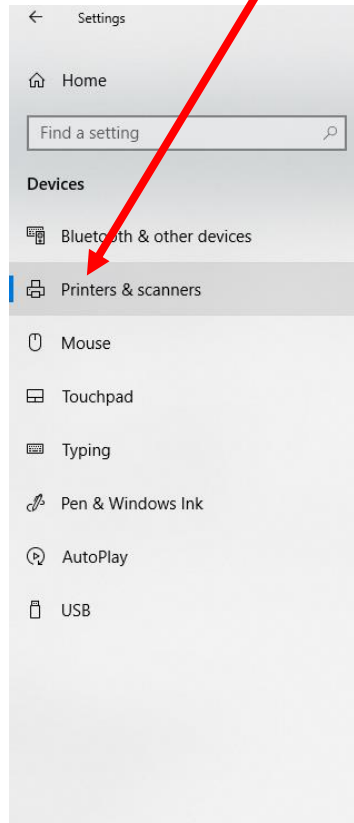 Settings
Home
Find a setting
Devices
Bluetooth & other devices
Printers & scanners
Mouse
Touchpad
Typing
Pen & Windows Ink
AutoPlay
USB